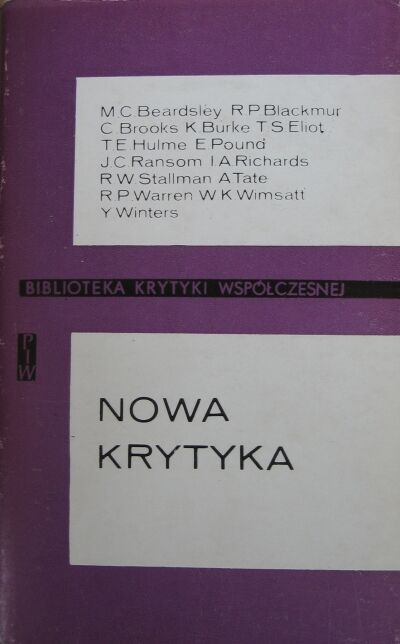 M.C. Beardsley R.P. Blackmur
C. Brooks K. Burke T.S. Eliot
T.E. Hulme E. Pound
J.C. Ransom I.A. Richards
R.W. Stallman A. Tate
R.P. Warren W.K. Wimsatt
Y. Winters
BIBLIOTEKA KRYTYKI WSPÓŁCZESNEJ
PIW
NOWA
KRYTYKA